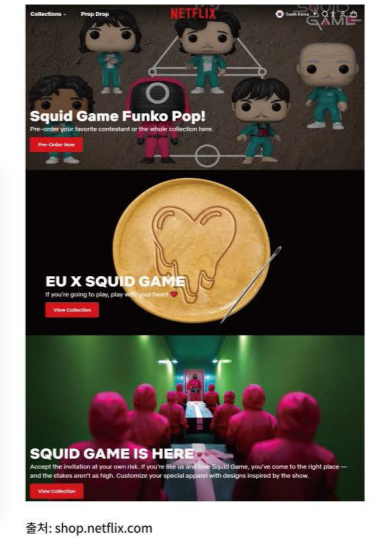 Collections
Prop Drop
NETFLIX
South Korea
SQUID
GAME
Squid Game Funko Pop!
Pre-order your favorite contestant or the whole collection here.
Pre-Order Now
EU X SQUID GAME
If you're going to play, play with your heart ❤️
View Collection
SQUID GAME IS HERE
Accept the invitation at your own risk. If you're like us and love Squid Game, you've come to the right place —
and the stakes aren't as high. Customize your special apparel with designs inspired by the show.
View Collection
출처: shop.netflix.com